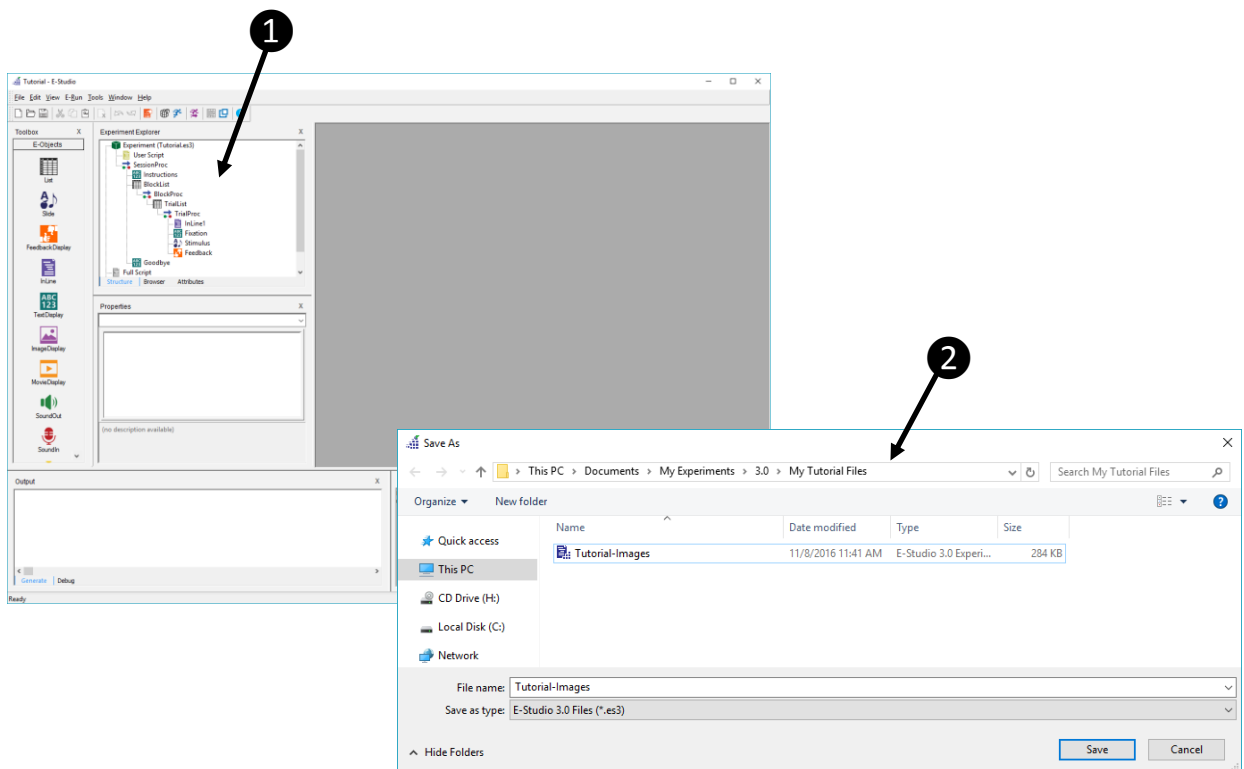 1
Tutorial - E-Studio
File Edit View E-Run Tools Window Help
Toolbox X
E-Objects
List
Slide
FeedbackDisplay
InLine
ABC
123
TextDisplay
ImageDisplay
MovieDisplay
SoundOut
SoundIn
Experiment Explorer X
Experiment (Tutorial.es3)
User Script
SessionProc
Instructions
BlockList
BlockProc
TrialList
TrialProc
InLine1
Fixation
Stimulus
Feedback
Goodbye
Full Script
Structure Browser Attributes
Properties X
(no description available)
Output X
Generate Debug
Ready
2
Save As
This PC > Documents > My Experiments > 3.0 > My Tutorial Files
Search My Tutorial Files
Organize New folder
Name Date modified Type Size
Quick access
This PC
CD Drive (H:)
Local Disk (C:)
Network
Tutorial-Images 11/8/2016 11:41 AM E-Studio 3.0 Experi... 284 KB
File name: Tutorial-Images
Save as type: E-Studio 3.0 Files (*.es3)
Hide Folders
Save Cancel